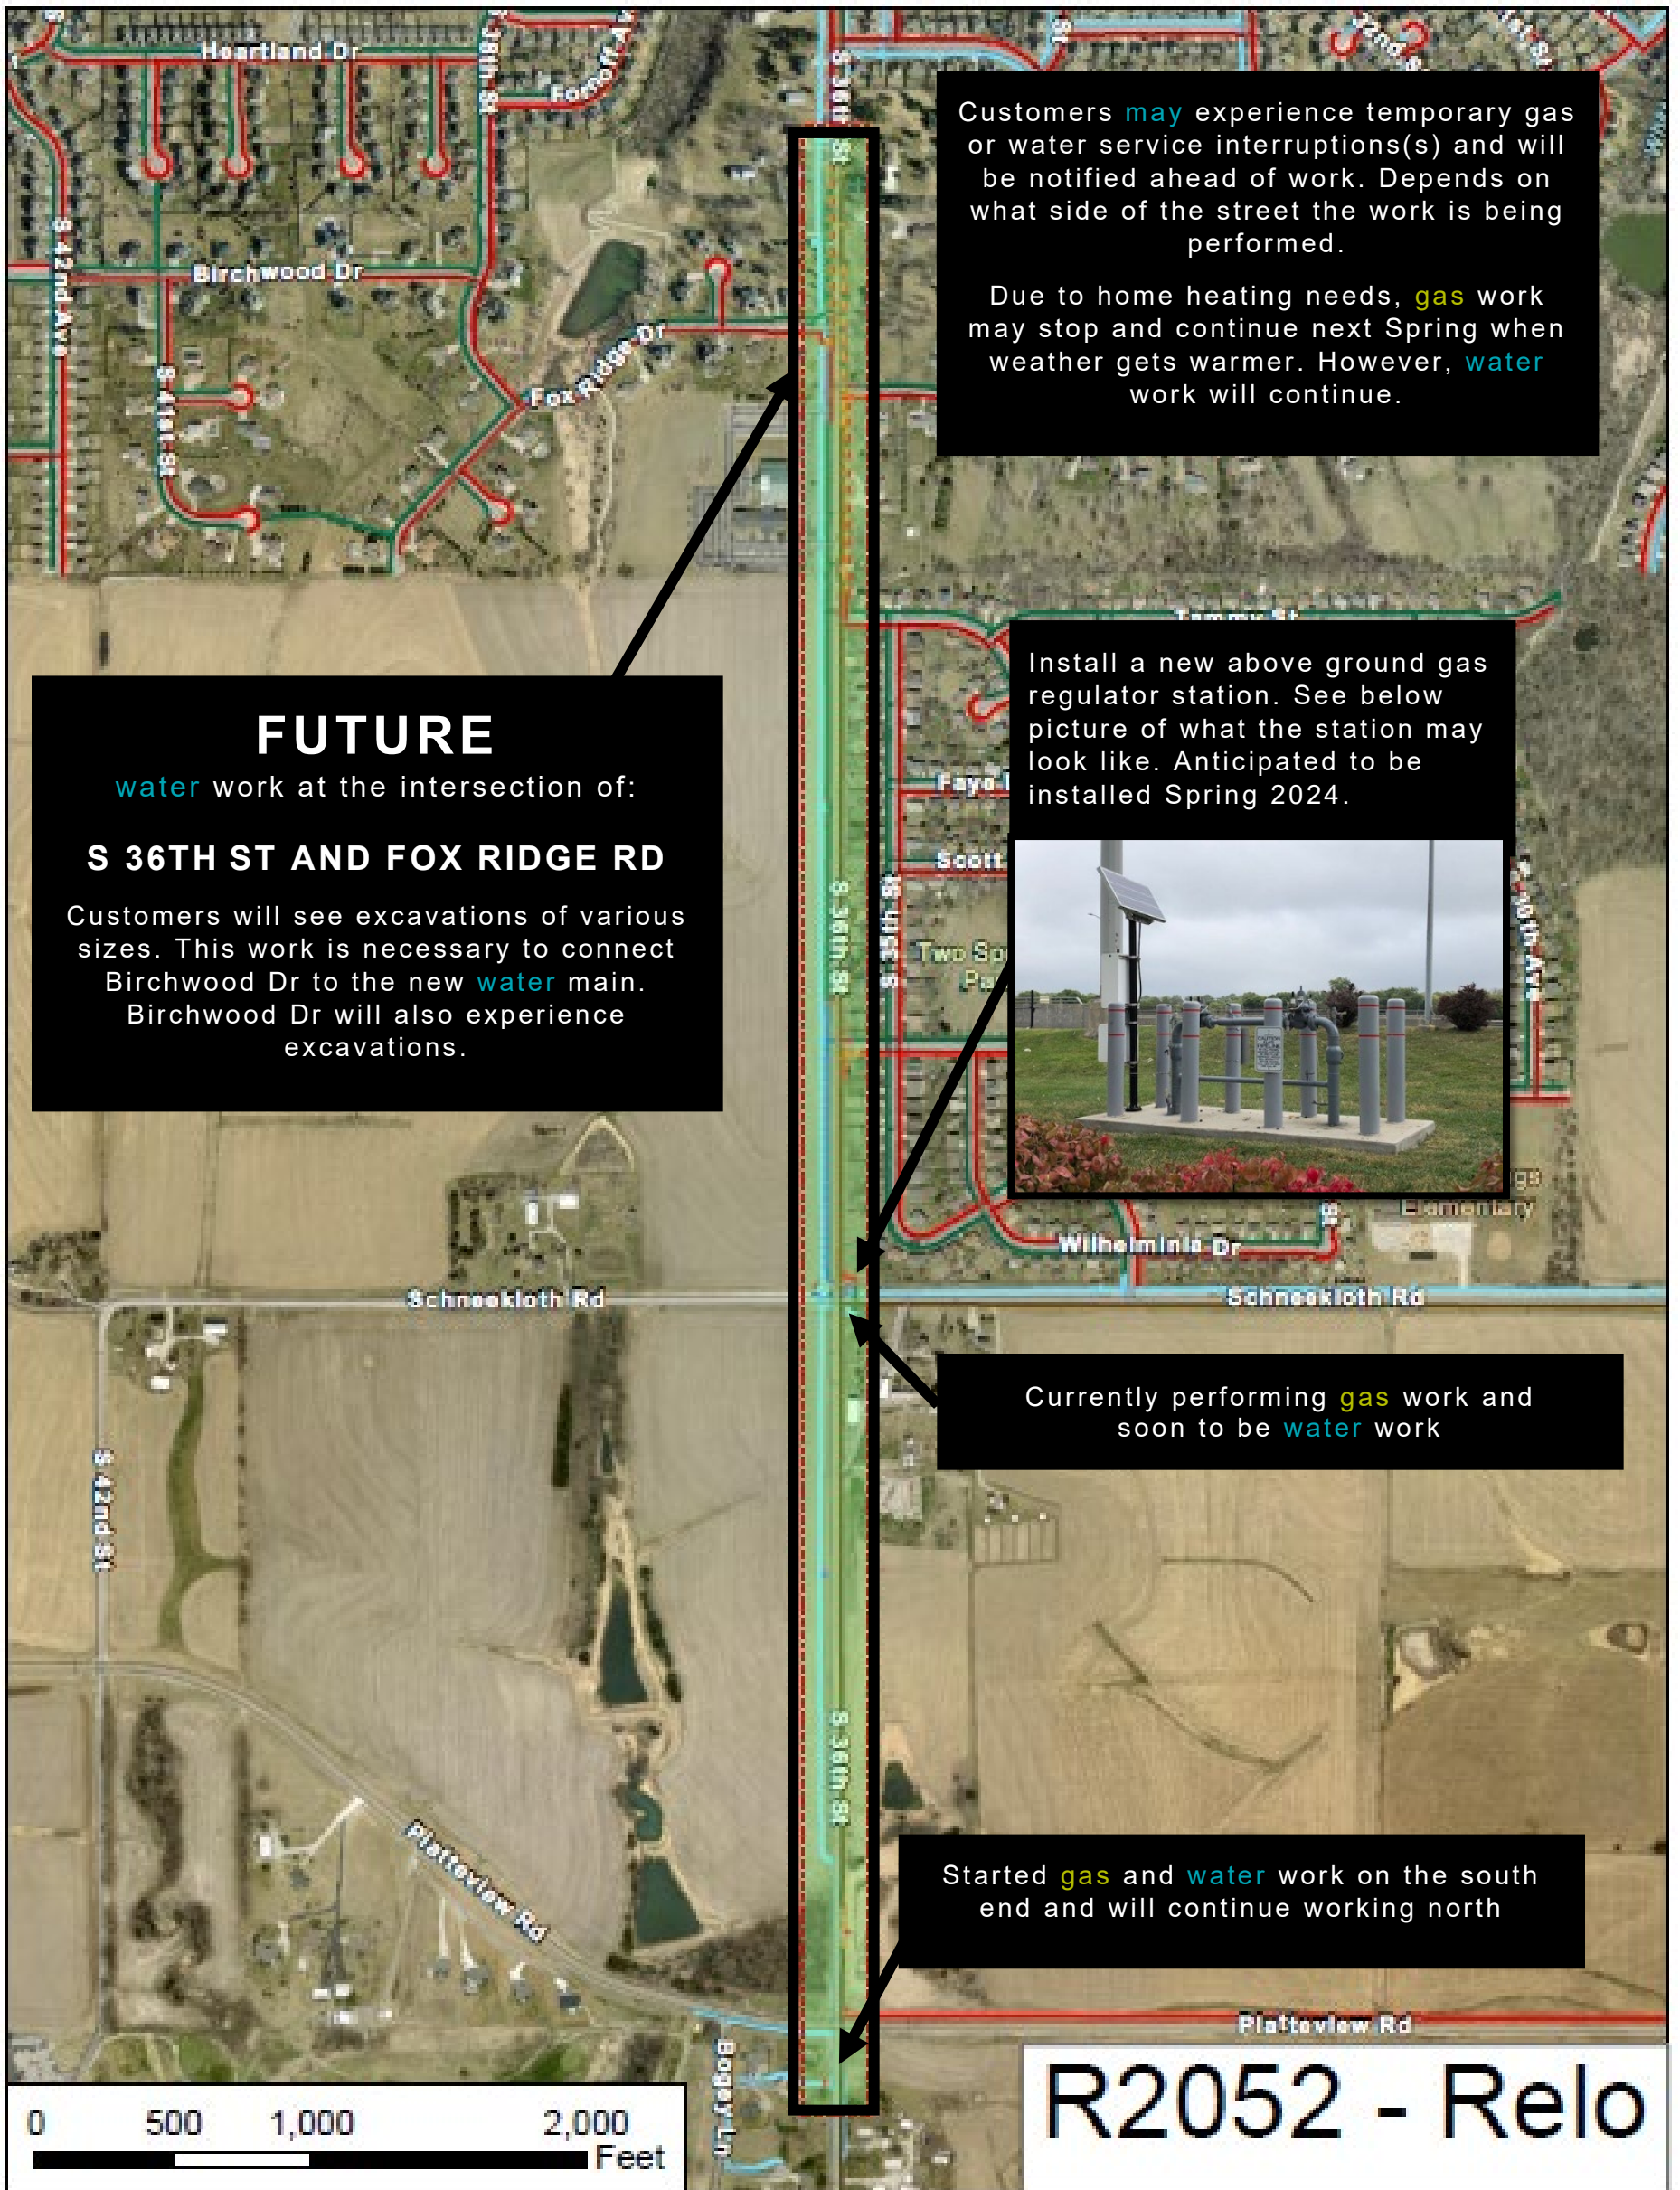 Heartland Dr
S 36th
St
Birchwood Dr
S 42nd Ave
S 41st St
Fox Ridge Dr
Customers may experience temporary gas
or water service interruptions(s) and will
be notified ahead of work. Depends on
what side of the street the work is being
performed.
Due to home heating needs, gas work
may stop and continue next Spring when
weather gets warmer. However, water
work will continue.
Tammy St
FUTURE
water work at the intersection of:
S 36TH ST AND FOX RIDGE RD
Customers will see excavations of various
sizes. This work is necessary to connect
Birchwood Dr to the new water main.
Birchwood Dr will also experience
excavations.
Install a new above ground gas
regulator station. See below
picture of what the station may
look like. Anticipated to be
installed Spring 2024.
Scott
S 36th St
S 35th St
Wilhelminia Dr
Schneekloth Rd
Schneekloth Rd
Currently performing gas work and
soon to be water work
S 42nd St
S 36th St
Platteview Rd
Started gas and water work on the south
end and will continue working north
Platteview Rd
Bogey Ln
0 500 1,000 2,000
Feet
R2052 - Relo